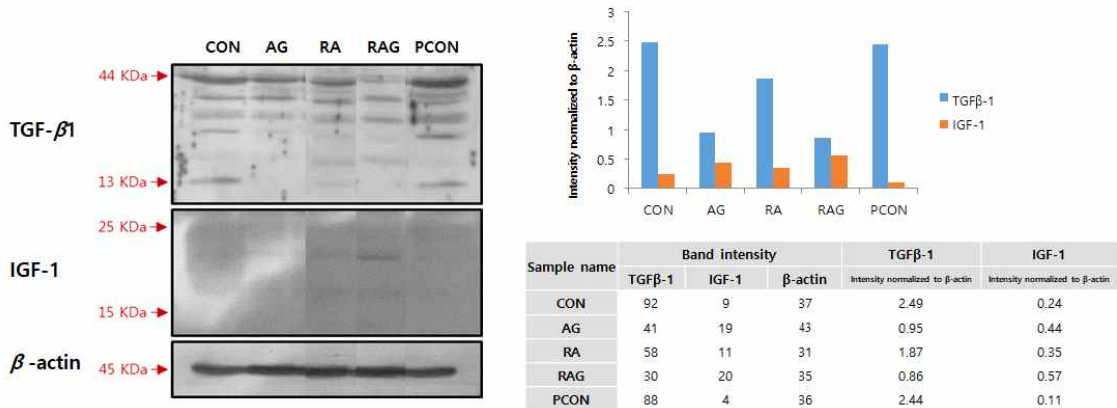 CON AG RA RAG PCON
44 KDa
TGF-β1
13 KDa
25 KDa
IGF-1
15 KDa
β-actin
45 KDa
Intensity normalized to β-actin
3
2.5
2
1.5
1
0.5
0
CON AG RA RAG PCON
TGFβ-1
IGF-1
Sample name Band intensity TGFβ-1 IGF-1
TGFβ-1 IGF-1 β-actin Intensity normalized to β-actin Intensity normalized to β-actin
CON 92 9 37 2.49 0.24
AG 41 19 43 0.95 0.44
RA 58 11 31 1.87 0.35
RAG 30 20 35 0.86 0.57
PCON 88 4 36 2.44 0.11